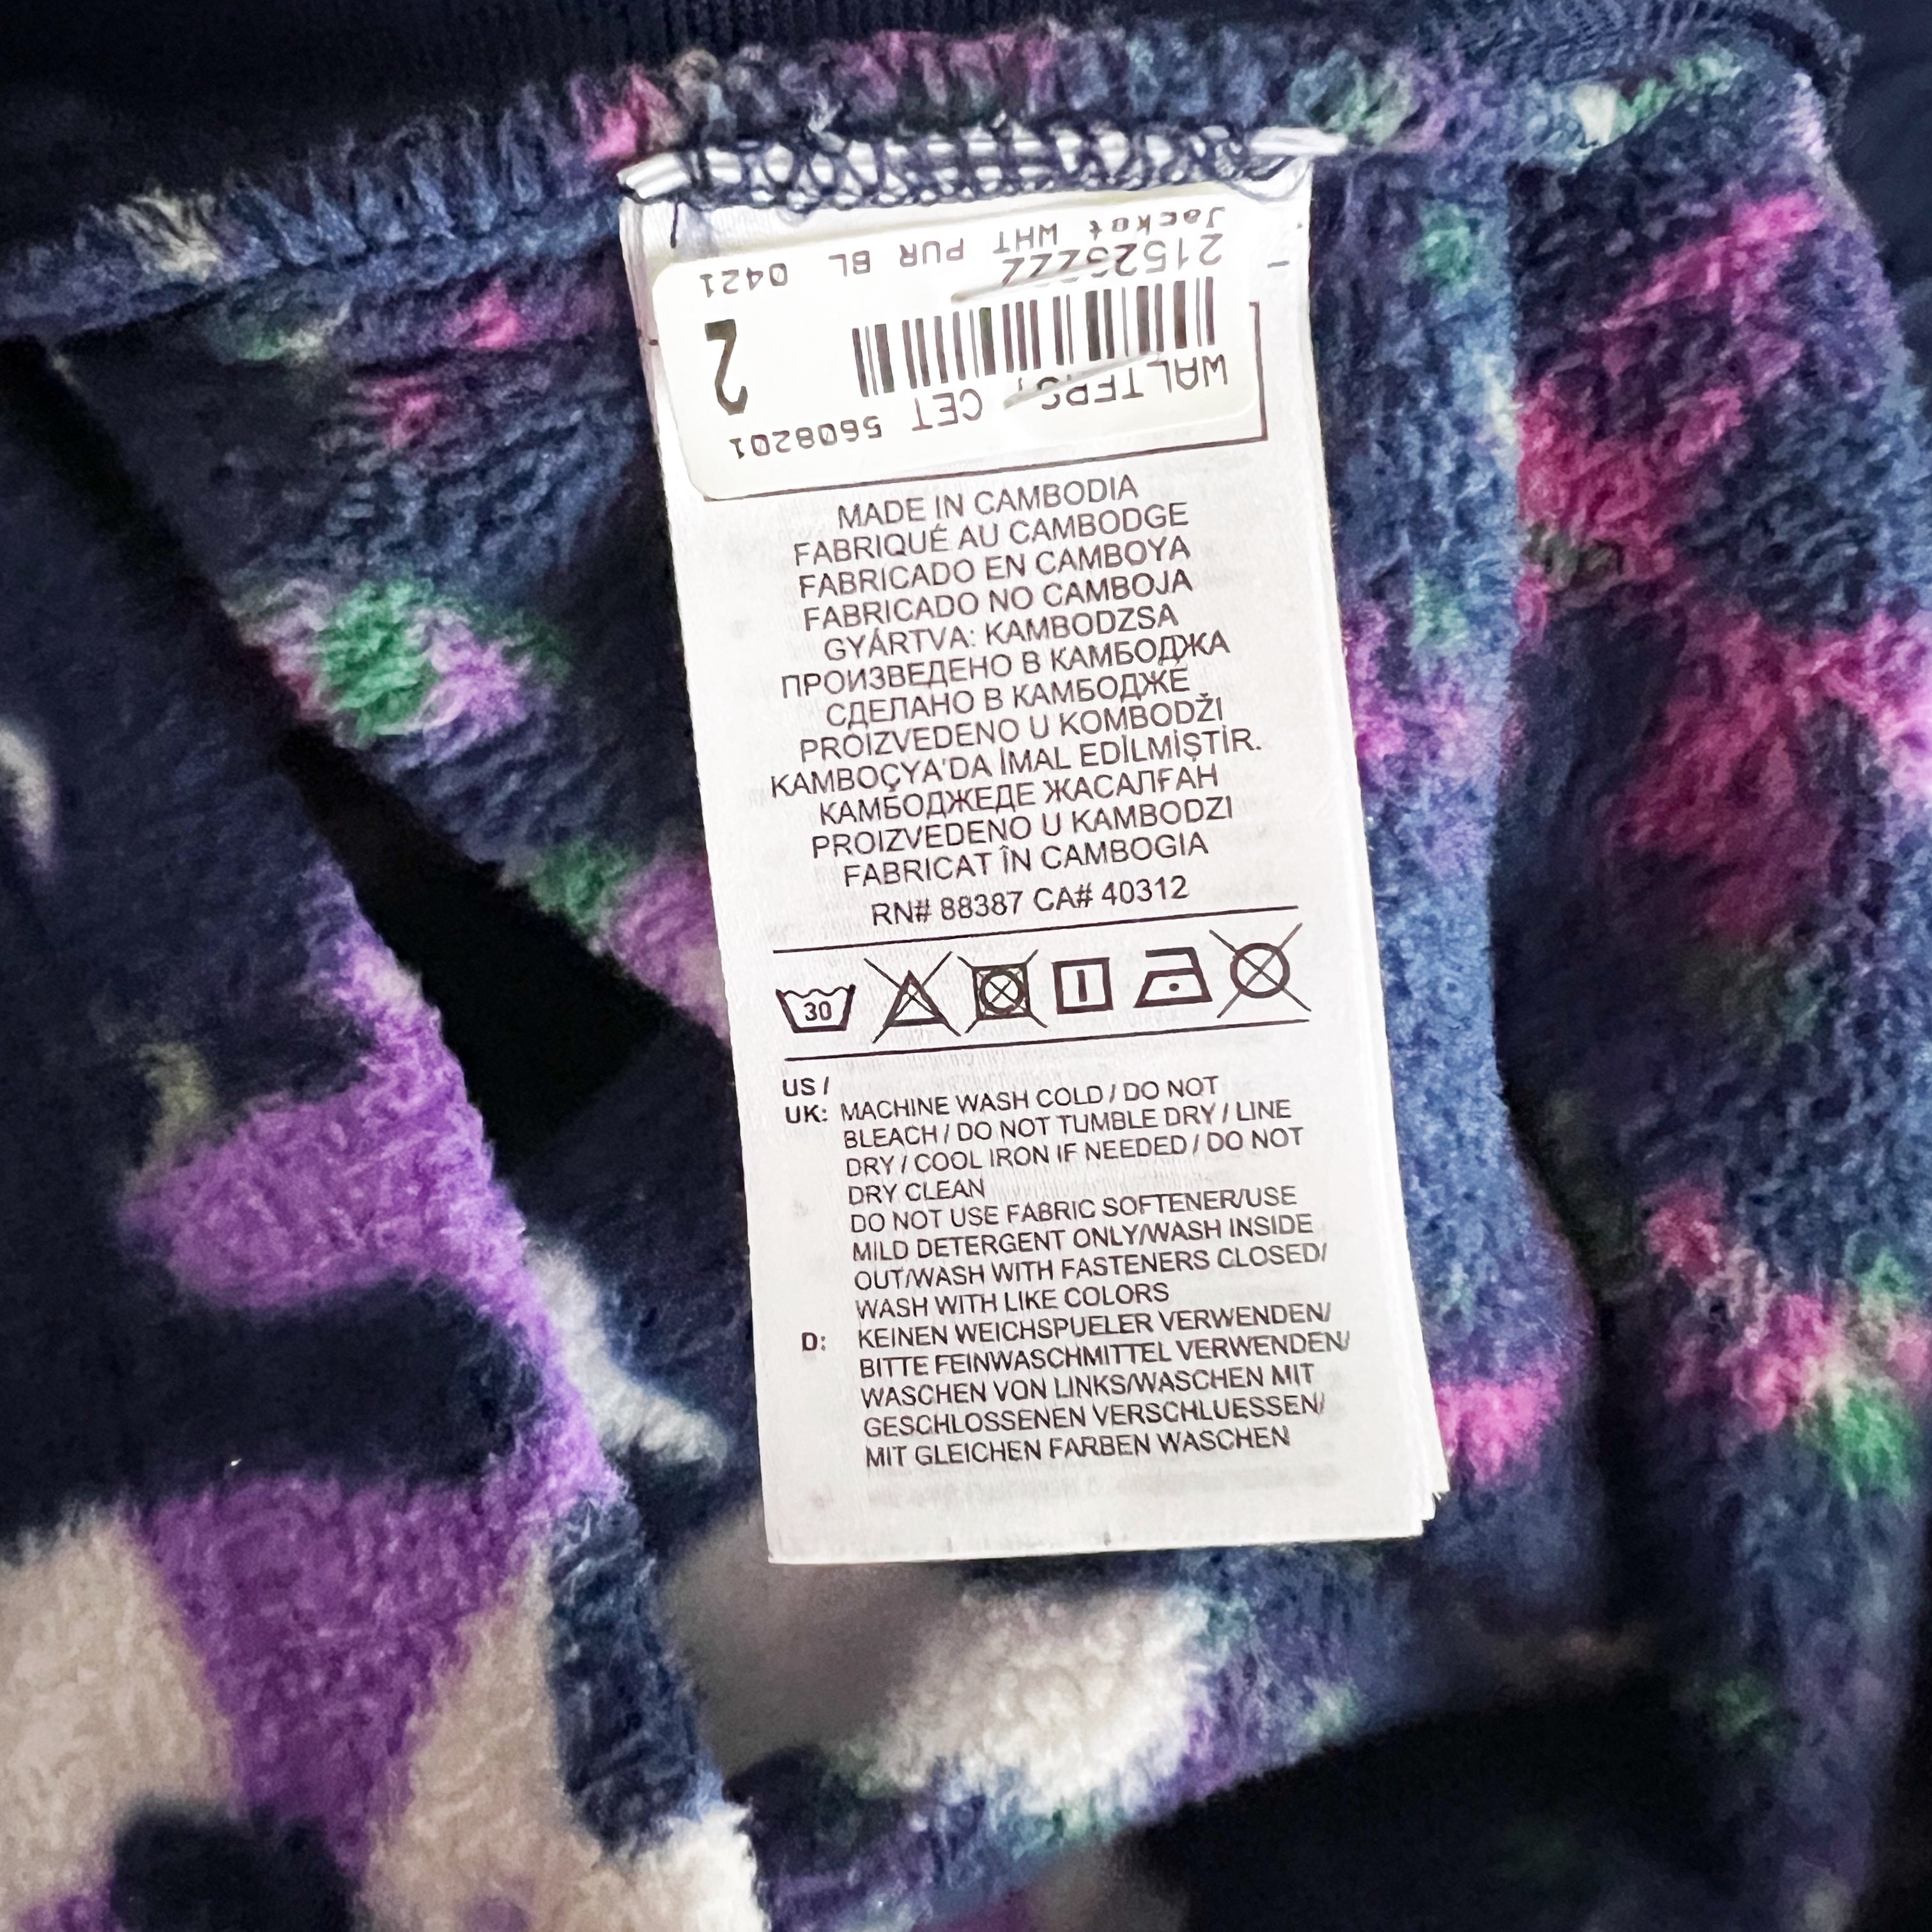 Jacket WHT PUR BL 0421
2
CET 5608201
MADE IN CAMBODIA
FABRIQUÉ AU CAMBODGE
FABRICADO EN CAMBOYA
FABRICADO NO CAMBOJA
GYÁRTVA: KAMBODZSA
ПРОИЗВЕДЕНО В КАМБОДЖА
СДЕЛАНО В КАМБОДЖЕ
PROIZVEDENO U KOMBODŽI
KAMBOÇYA'DA İMAL EDİLMİŞTİR.
КАМБОДЖЕДЕ ЖАСАЛҒАН
PROIZVEDENO U KAMBODZI
FABRICAT ÎN CAMBOGIA
RN# 88387 CA# 40312
30
US /
UK: MACHINE WASH COLD / DO NOT
BLEACH / DO NOT TUMBLE DRY / LINE
DRY / COOL IRON IF NEEDED / DO NOT
DRY CLEAN
DO NOT USE FABRIC SOFTENER/USE
MILD DETERGENT ONLY/WASH INSIDE
OUT/WASH WITH FASTENERS CLOSED/
WASH WITH LIKE COLORS
D: KEINEN WEICHSPUELER VERWENDEN/
BITTE FEINWASCHMITTEL VERWENDEN/
WASCHEN VON LINKS/WASCHEN MIT
GESCHLOSSENEN VERSCHLUESSEN/
MIT GLEICHEN FARBEN WASCHEN